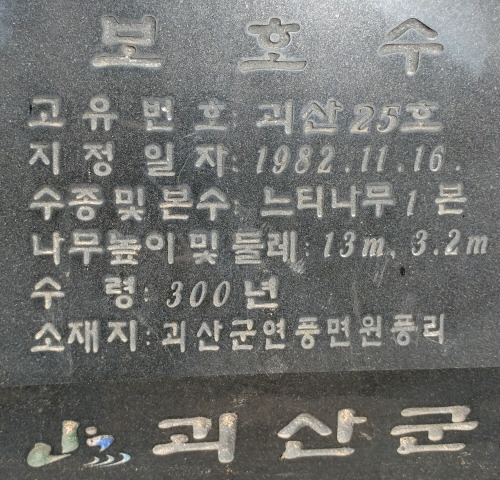 보호수
고유번호: 괴산 25호
지정일자: 1982.11.16.
수종및본수: 느티나무 1 본
나무높이 및 둘레: 13m, 3.2m
수 령: 300 년
소재지: 괴산군연풍면원풍리
괴산군